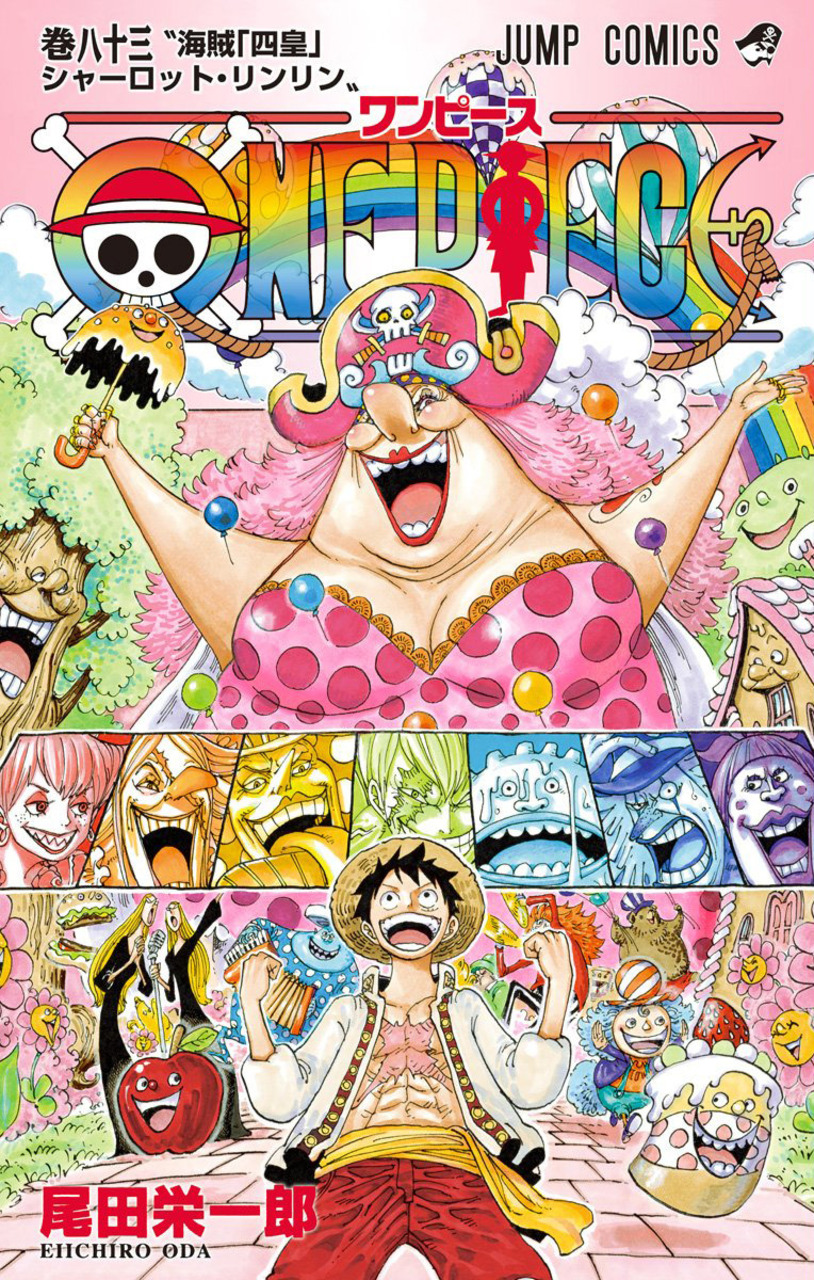 巻八十三 〝海賊「四皇」
シャーロット・リンリン〟
JUMP COMICS
ワンピース
ONE PIECE
尾田栄一郎
EIICHIRO ODA